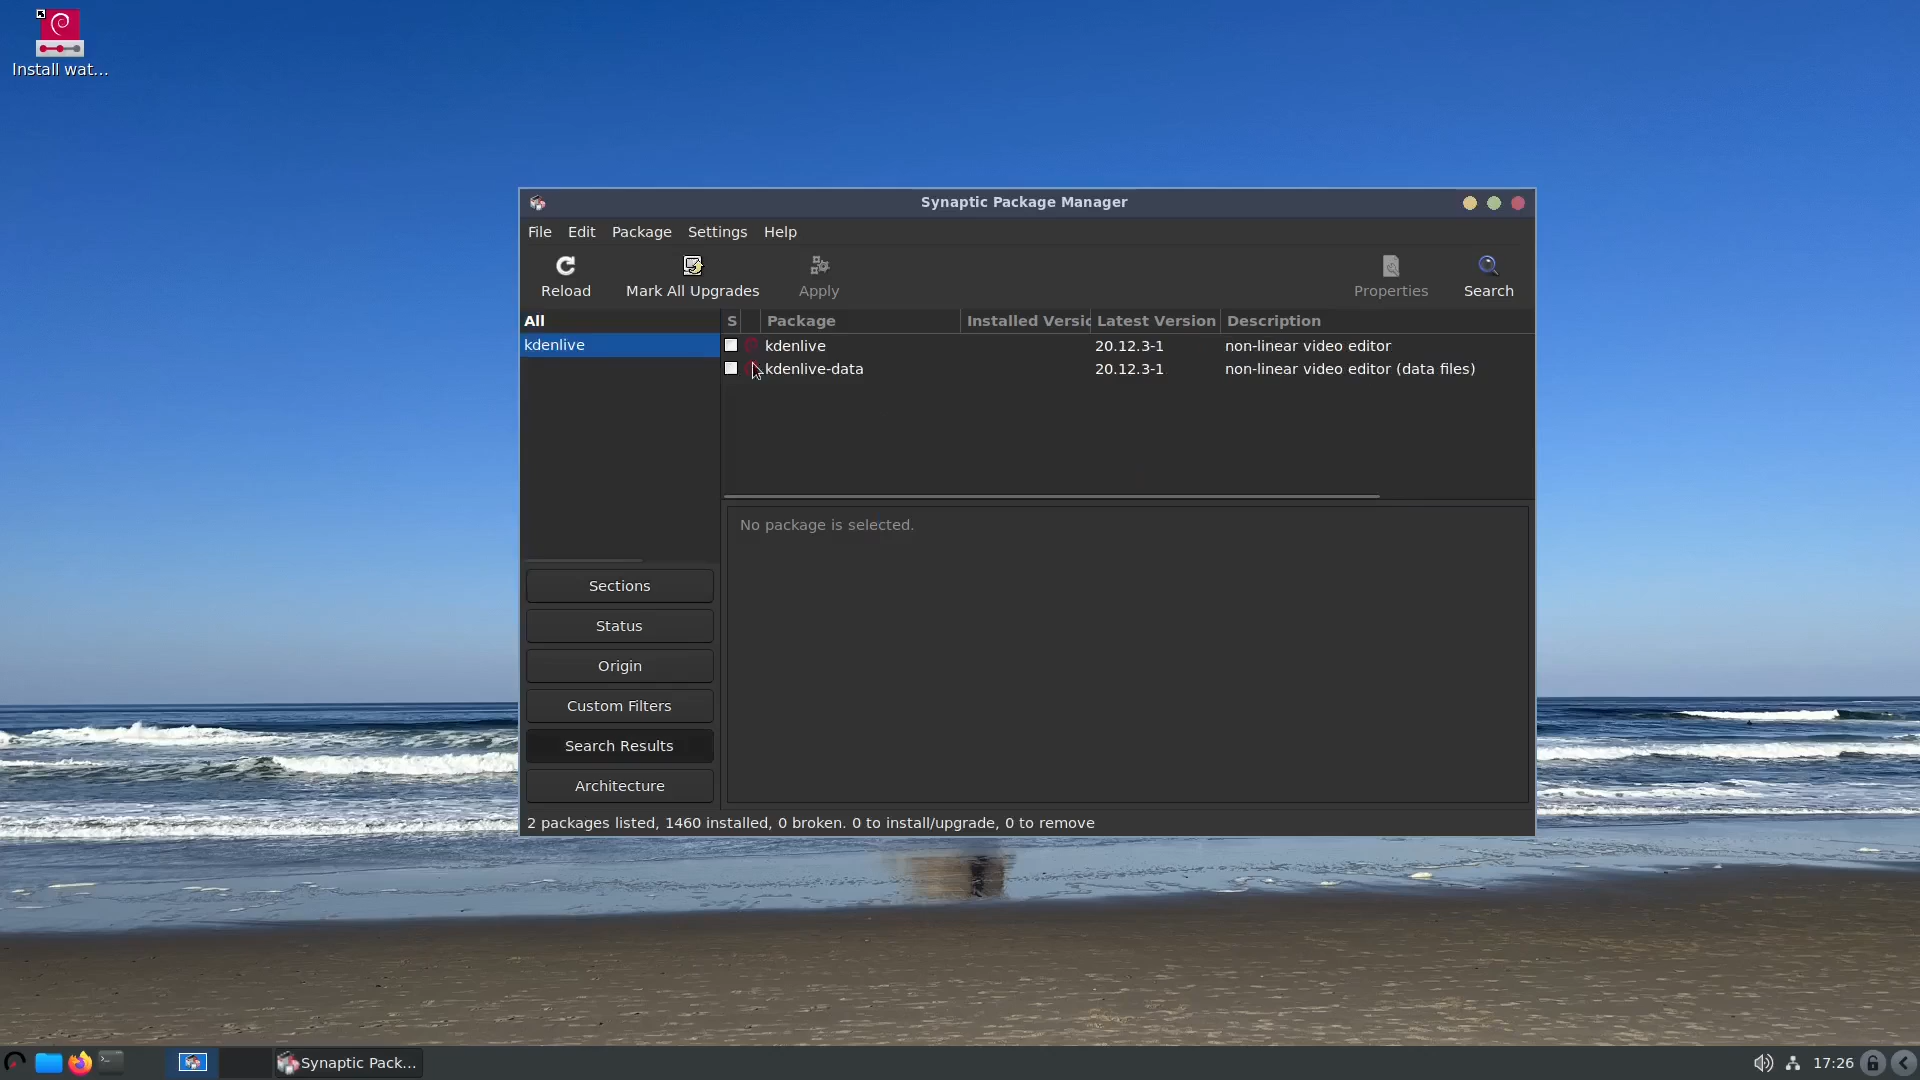 Install wat...
Synaptic Package Manager
File Edit Package Settings Help
Reload Mark All Upgrades Apply Properties Search
All
kdenlive
S Package Installed Versic Latest Version Description
kdenlive 20.12.3-1 non-linear video editor
kdenlive-data 20.12.3-1 non-linear video editor (data files)
No package is selected.
Sections
Status
Origin
Custom Filters
Search Results
Architecture
2 packages listed, 1460 installed, 0 broken. 0 to install/upgrade, 0 to remove
Synaptic Pack...
17:26